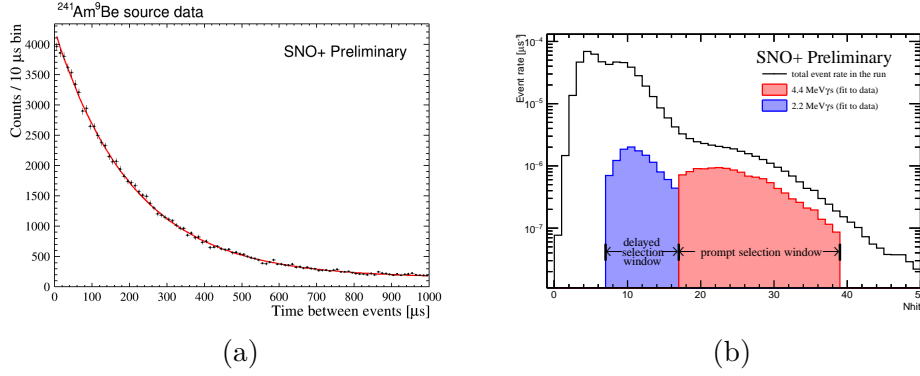 ²⁴¹Am⁹Be source data
SNO+ Preliminary
Counts / 10 μs bin
4000
3500
3000
2500
2000
1500
1000
500
0
0 100 200 300 400 500 600 700 800 900 1000
Time between events [μs]
(a)
SNO+ Preliminary
total event rate in the run
4.4 MeVγs (fit to data)
2.2 MeVγs (fit to data)
Event rate [μs⁻¹]
10⁻⁴
10⁻⁵
10⁻⁶
10⁻⁷
delayed
selection
window
prompt selection window
0 10 20 30 40 50
Nhit
(b)